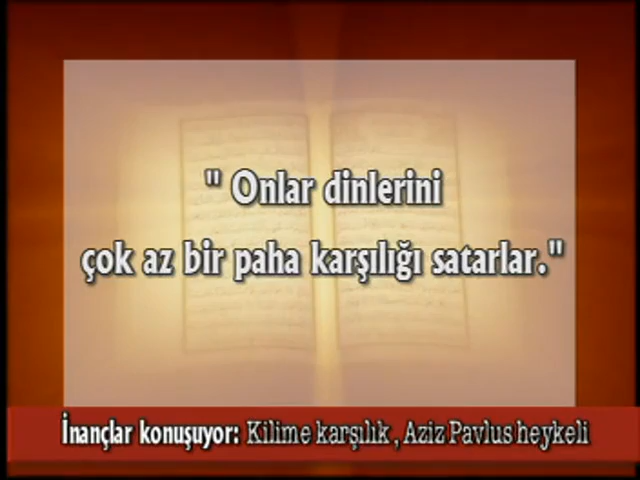 " Onlar dinlerini
çok az bir paha karşılığı satarlar."
İnançlar konuşuyor: Kilime karşılık , Aziz Pavlus heykeli